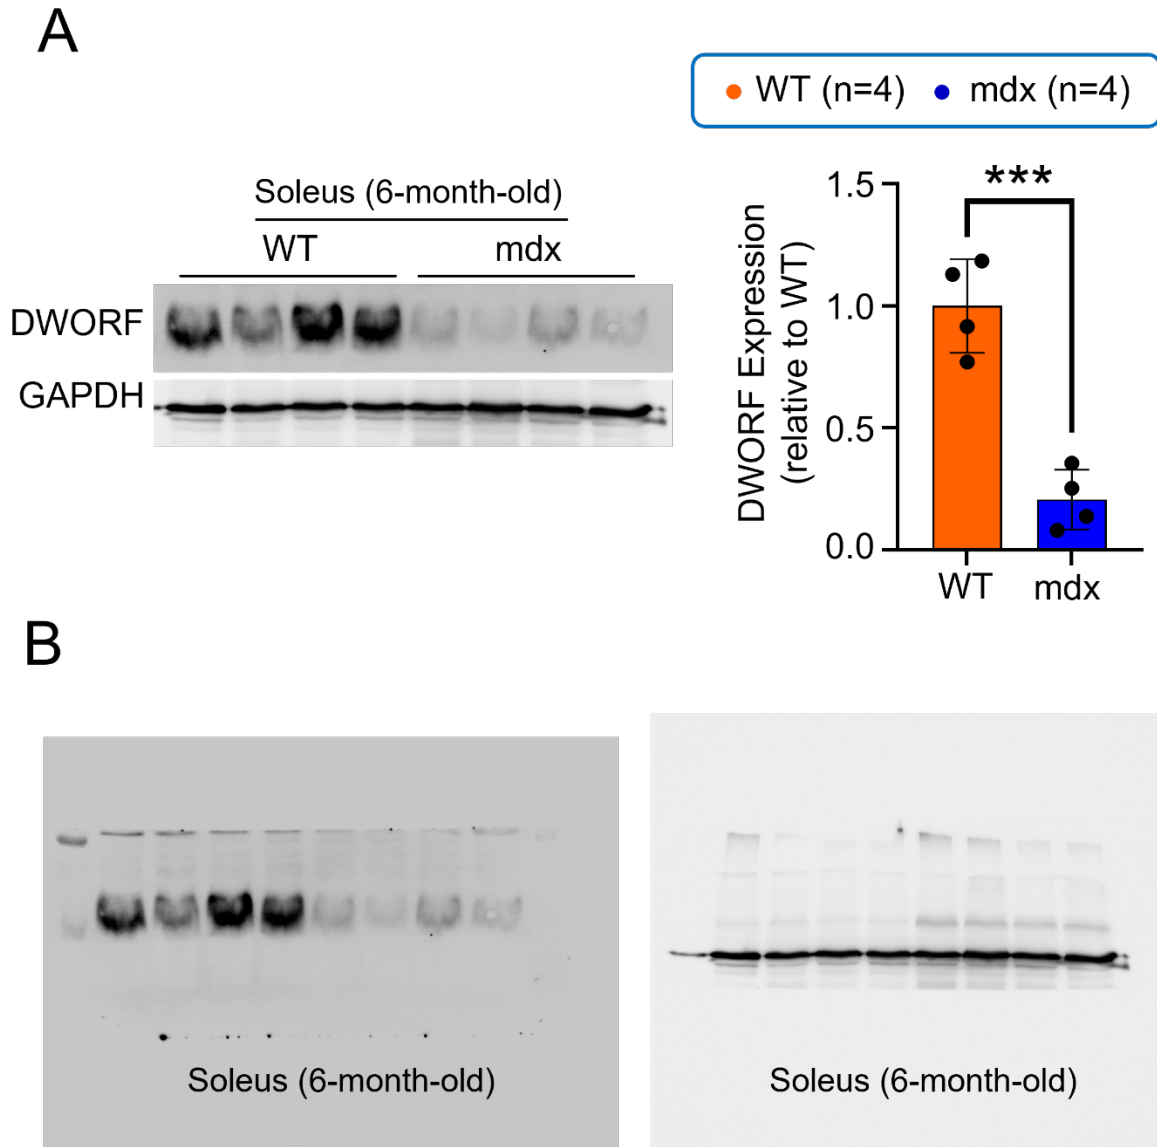 A
WT (n=4) mdx (n=4)
Soleus (6-month-old)
WT mdx
DWORF
GAPDH
DWORF Expression
(relative to WT)
1.5
1.0
0.5
0.0
***
WT mdx
B
Soleus (6-month-old)
Soleus (6-month-old)